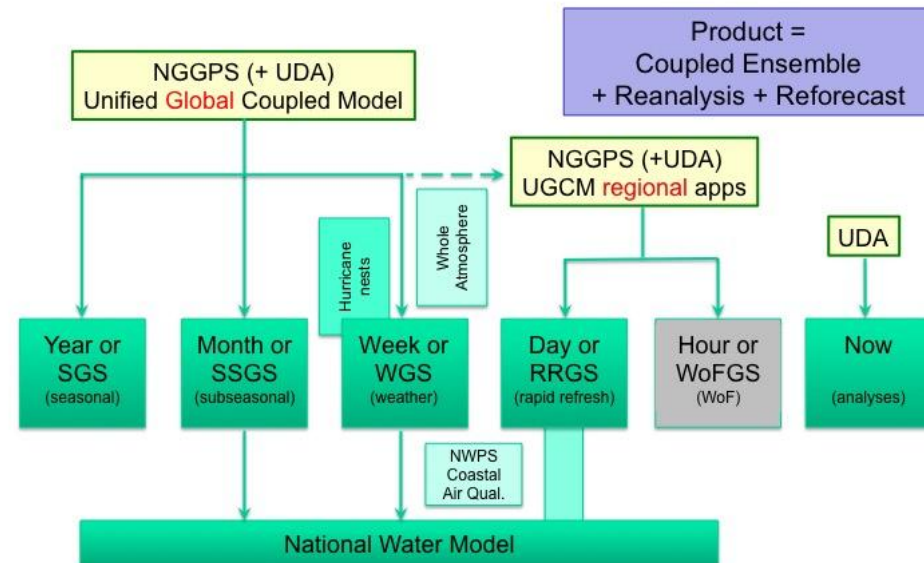 Product =
Coupled Ensemble
+ Reanalysis + Reforecast
NGGPS (+ UDA)
Unified Global Coupled Model
NGGPS (+UDA)
UGCM regional apps
UDA
Hurricane
nests
Whole
Atmosphere
Year or
SGS
(seasonal)
Month or
SSGS
(subseasonal)
Week or
WGS
(weather)
Day or
RRGS
(rapid refresh)
Hour or
WoFGS
(WoF)
Now
(analyses)
NWPS
Coastal
Air Qual.
National Water Model